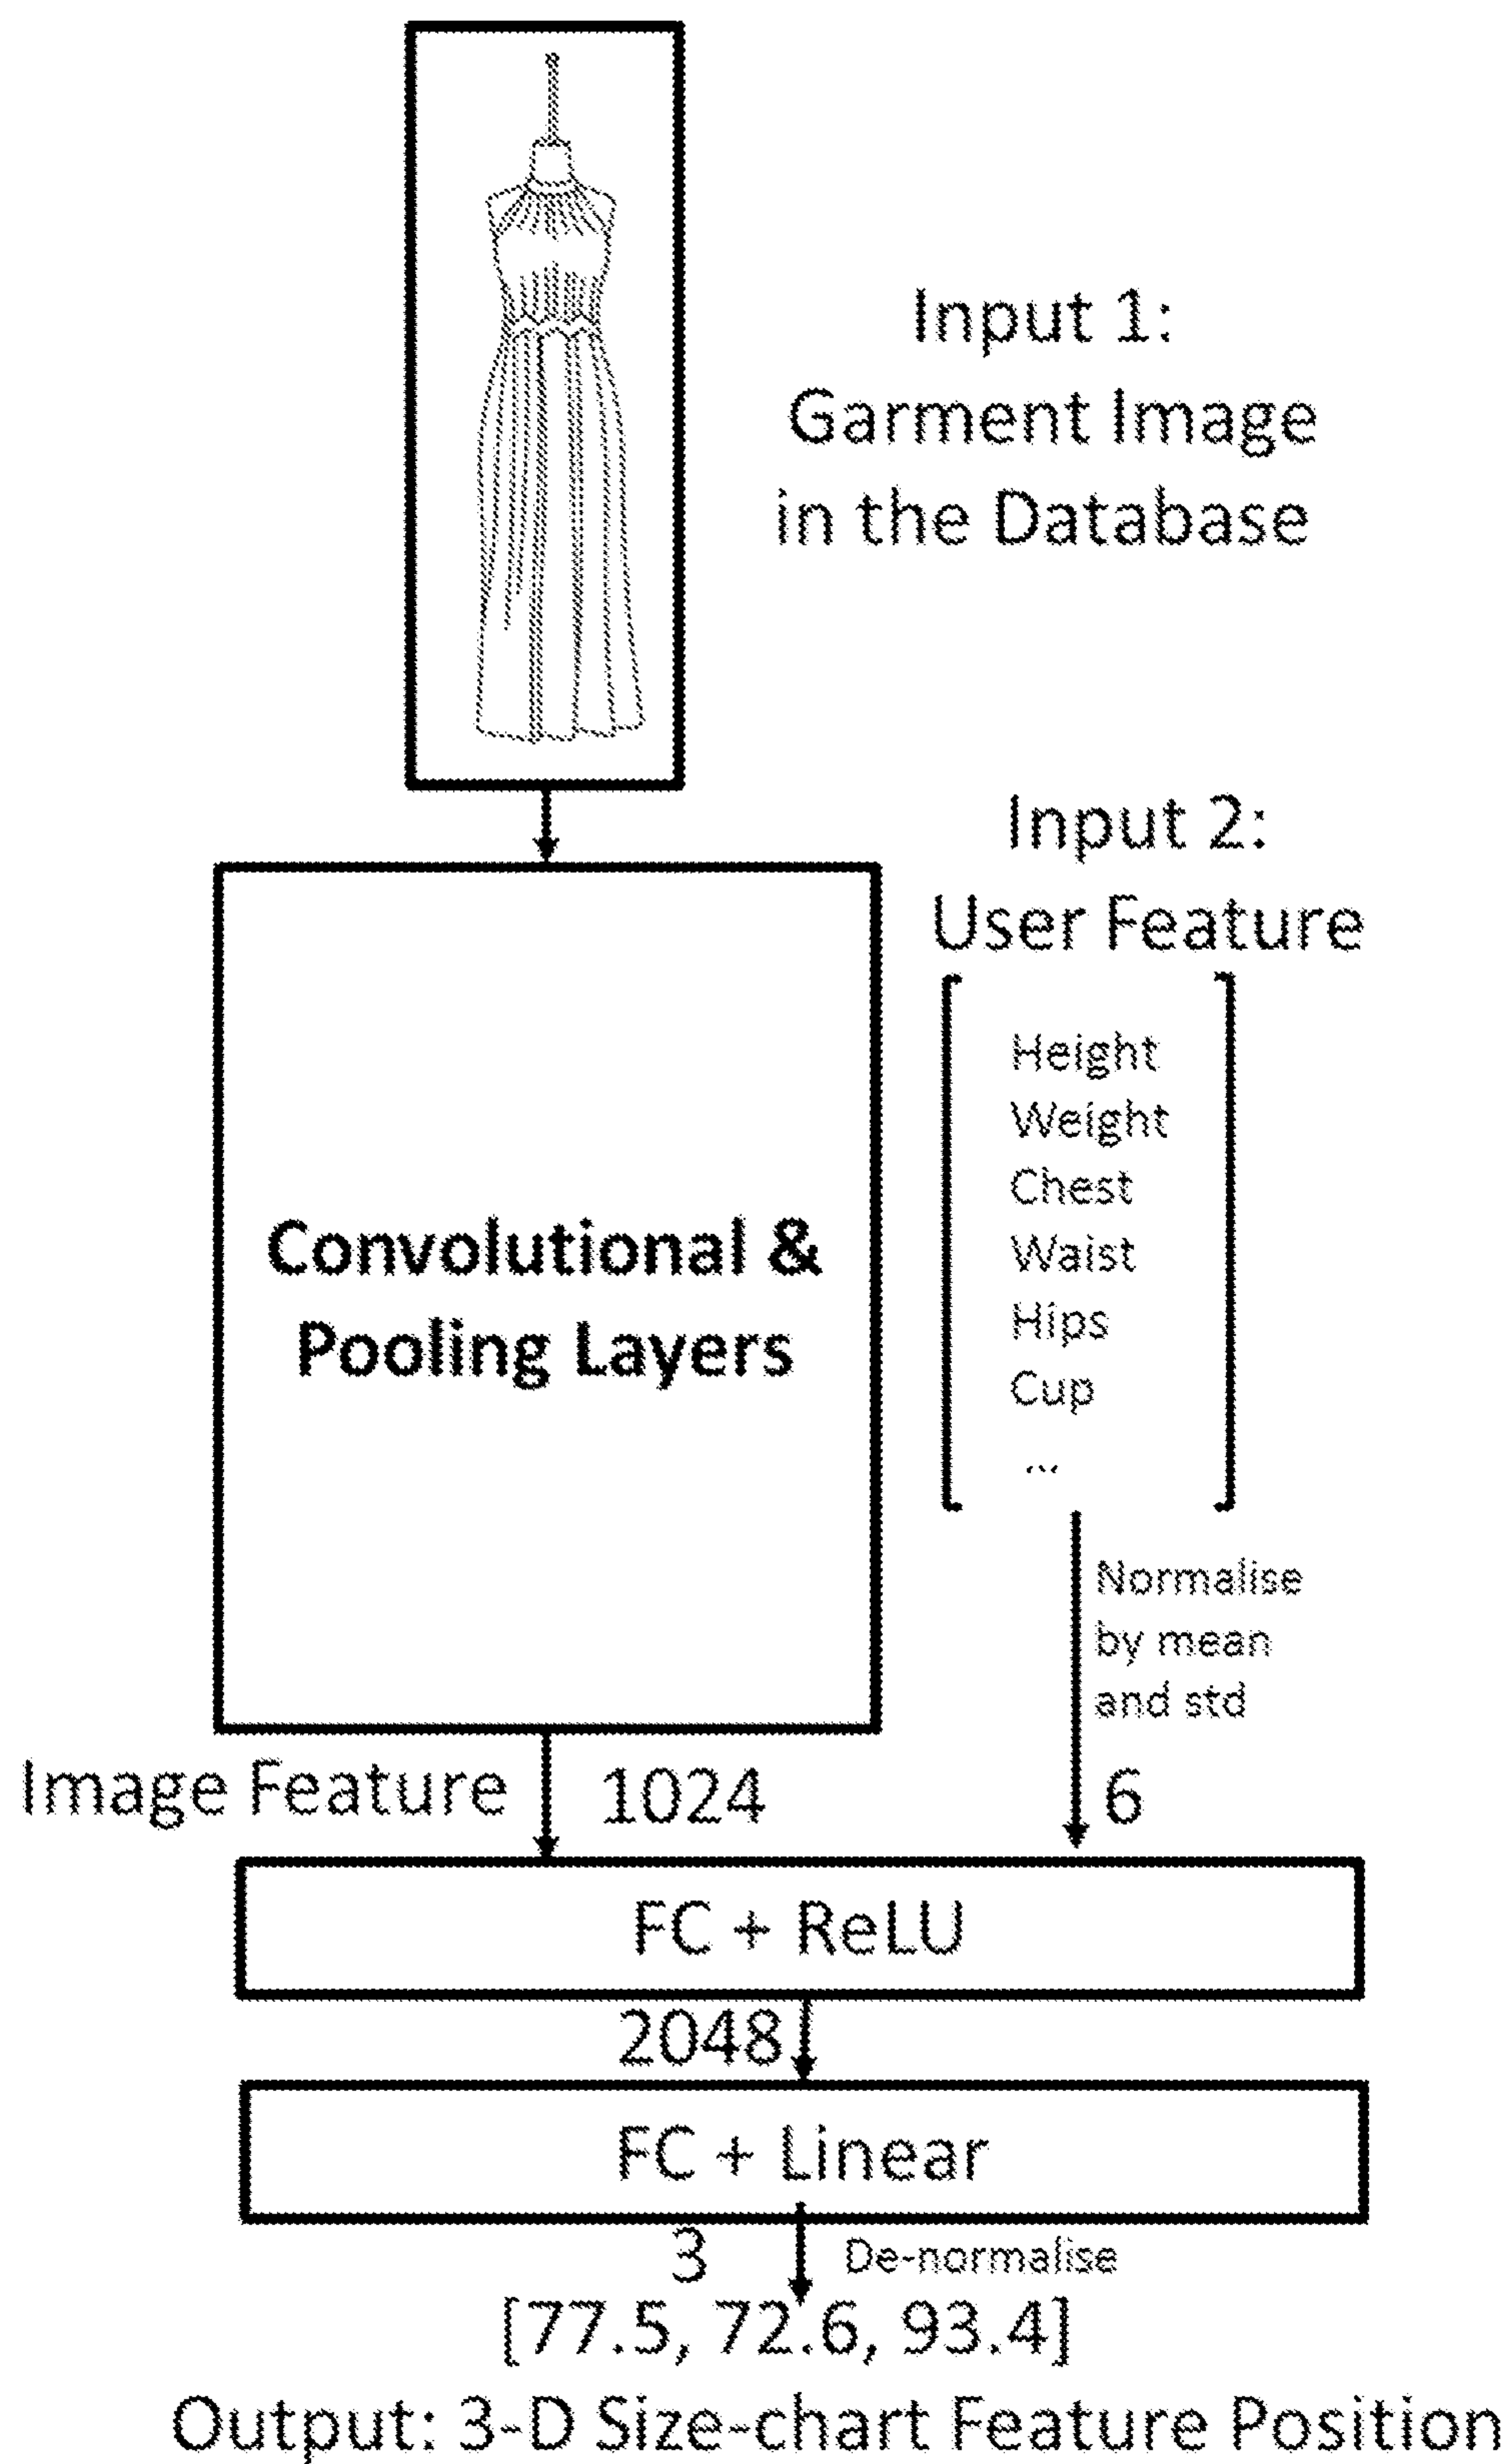 Input 1:
Garment Image
in the Database
Input 2:
User Feature
Height
Weight
Chest
Waist
Hips
Cup
...
Convolutional &
Pooling Layers
Normalise
by mean
and std
Image Feature
1024
6
FC + ReLU
2048
FC + Linear
3
De-normalise
[77.5, 72.6, 93.4]
Output: 3-D Size-chart Feature Position